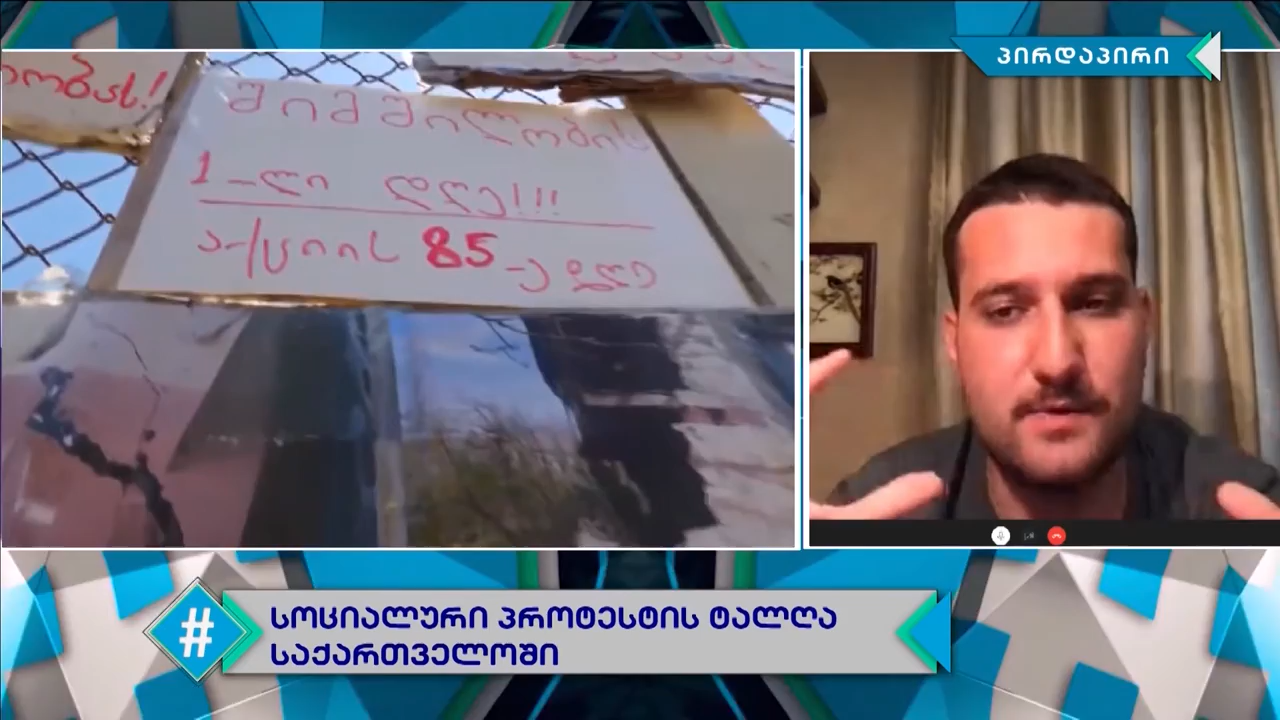 პირდაპირი
შიმშილობის
1-ლი დღე!!!
აქციის 85-ე დღე
#
სოციალური პროტესტის ტალღა
საქართველოში